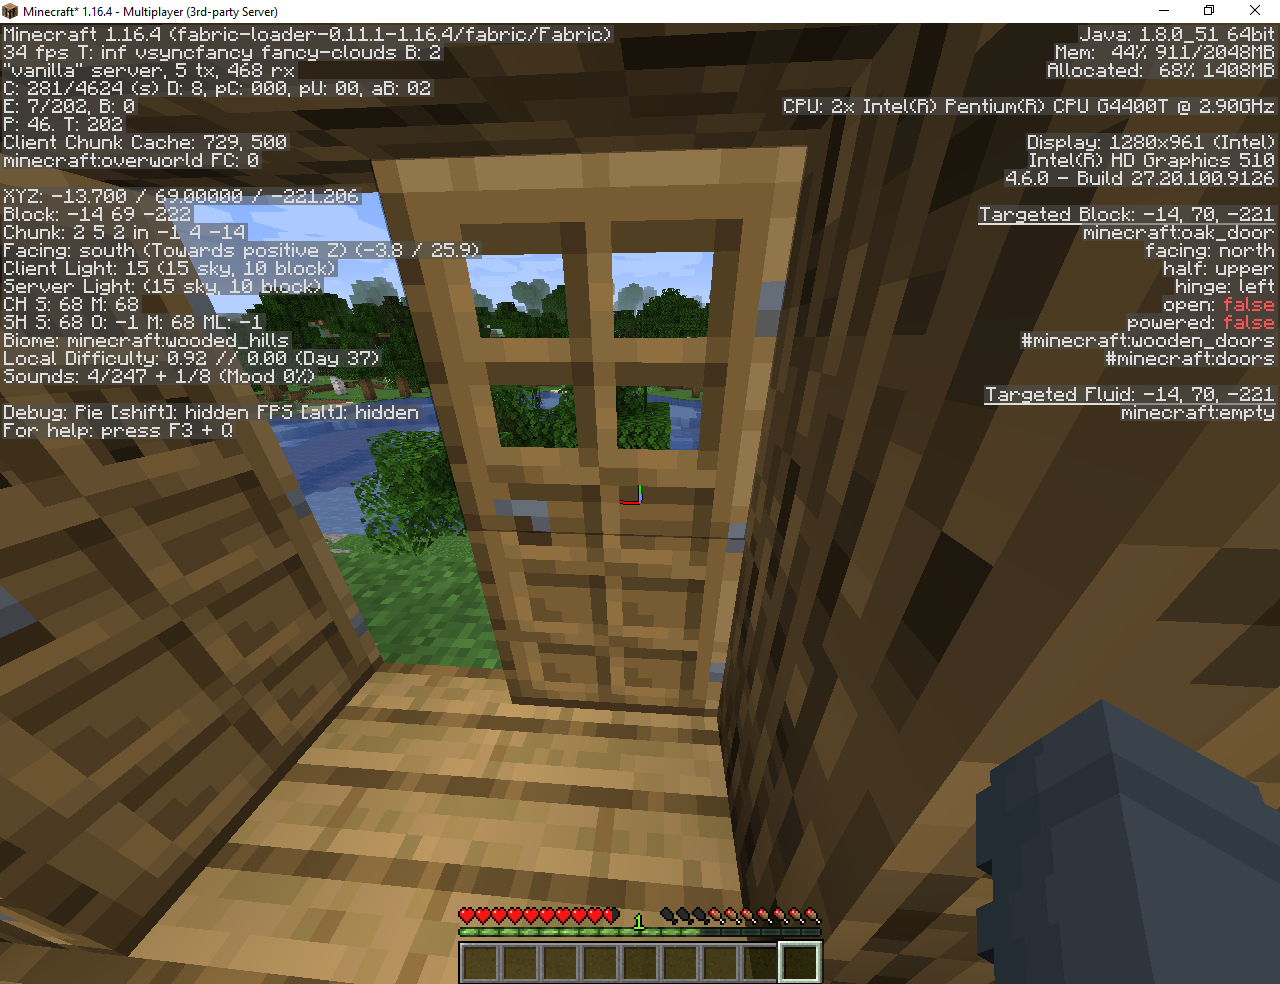 Minecraft* 1.16.4 - Multiplayer (3rd-party Server)
Minecraft 1.16.4 (fabric-loader-0.11.1-1.16.4/fabric/Fabric)
34 fps T: inf vsyncfancy fancy-clouds B: 2
"vanilla" server, 5 tx, 468 rx
C: 281/4624 (s) D: 8, pC: 000, pU: 00, aB: 02
E: 7/202, B: 0
P: 46. T: 202
Client Chunk Cache: 729, 500
minecraft:overworld FC: 0
XYZ: -13.700 / 69.00000 / -221.206
Block: -14 69 -222
Chunk: 2 5 2 in -1 4 -14
Facing: south (Towards positive Z) (-3.8 / 25.9)
Client Light: 15 (15 sky, 10 block)
Server Light: (15 sky, 10 block)
CH S: 68 M: 68
SH S: 68 O: -1 M: 68 ML: -1
Biome: minecraft:wooded_hills
Local Difficulty: 0.92 // 0.00 (Day 37)
Sounds: 4/247 + 1/8 (Mood 0%)
Debug: Pie [shift]: hidden FPS [alt]: hidden
For help: press F3 + Q
Java: 1.8.0_51 64bit
Mem: 44% 911/2048MB
Allocated: 68% 1408MB
CPU: 2x Intel(R) Pentium(R) CPU G4400T @ 2.90GHz
Display: 1280x961 (Intel)
Intel(R) HD Graphics 510
4.6.0 - Build 27.20.100.9126
Targeted Block: -14, 70, -221
minecraft:oak_door
facing: north
half: upper
hinge: left
open: false
powered: false
#minecraft:wooden_doors
#minecraft:doors
Targeted Fluid: -14, 70, -221
minecraft:empty
1